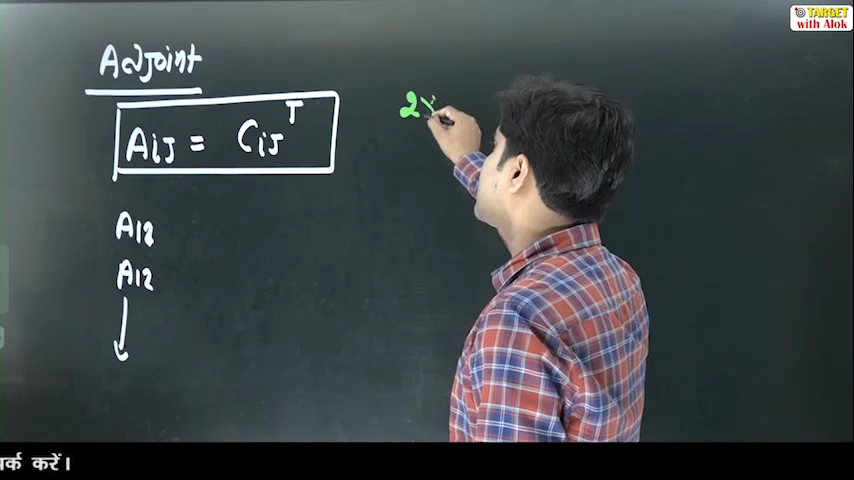 Adjoint
Aij = Cij^T
A12
A12
2
TARGET
with Alok
र्क करें।